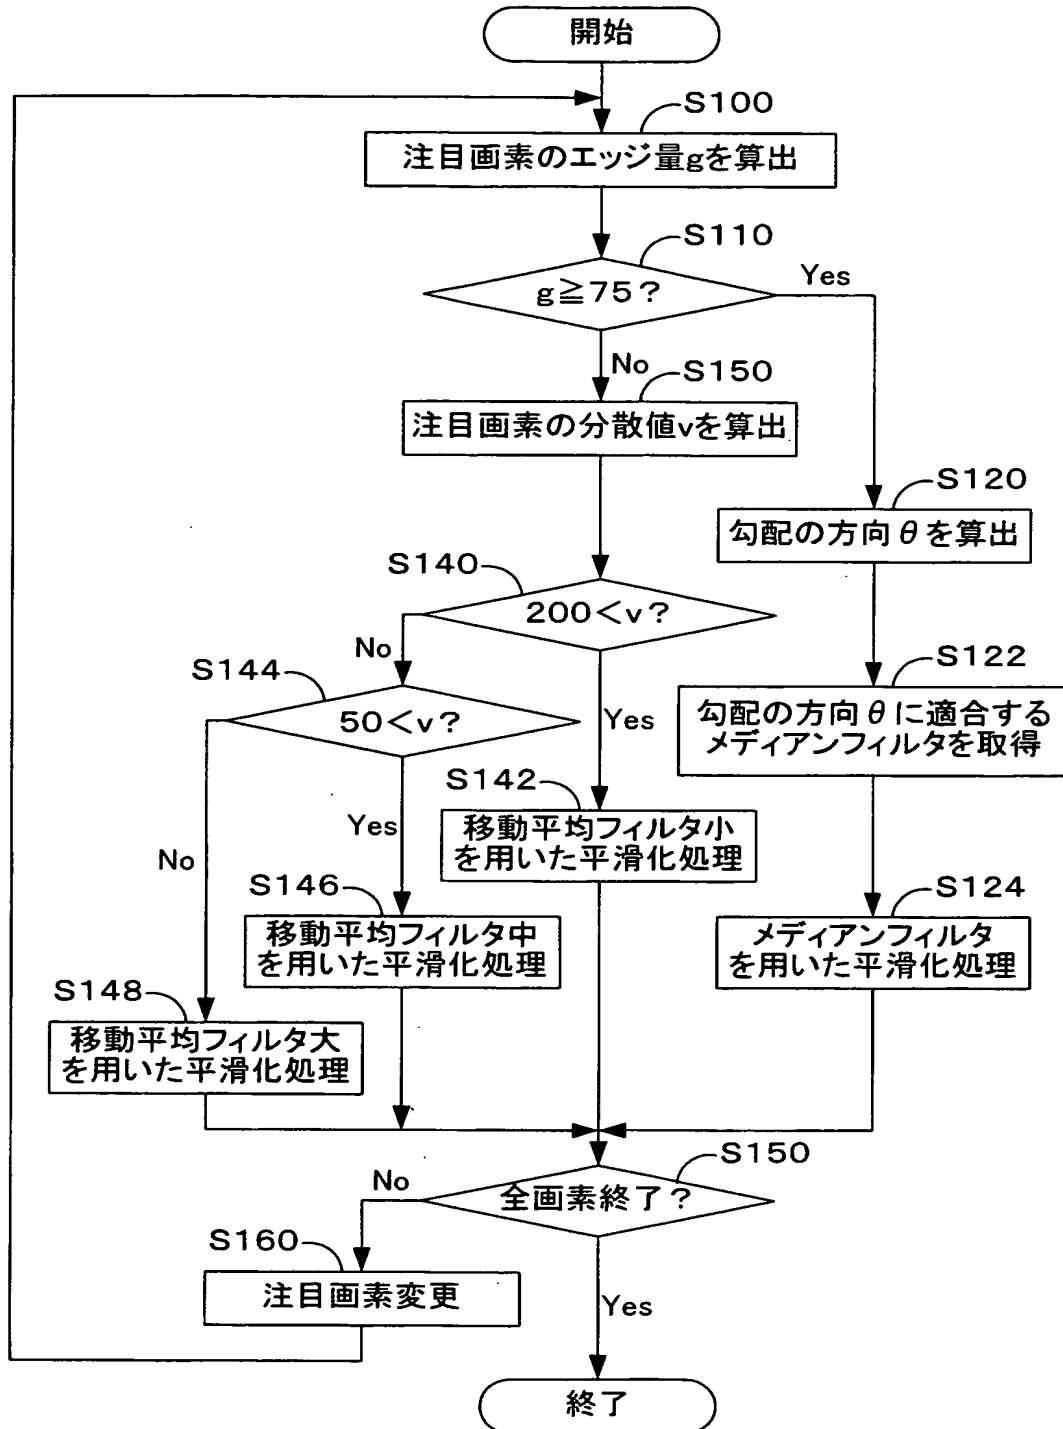 開始
S100
注目画素のエッジ量gを算出
S110
g≧75?
Yes
No
S150
注目画素の分散値vを算出
S120
勾配の方向θを算出
S140
200<v?
No
S144
50<v?
Yes
S122
勾配の方向θに適合する
メディアンフィルタを取得
S142
移動平均フィルタ小
を用いた平滑化処理
Yes
No
S146
移動平均フィルタ中
を用いた平滑化処理
S124
メディアンフィルタ
を用いた平滑化処理
S148
移動平均フィルタ大
を用いた平滑化処理
S150
全画素終了?
No
S160
注目画素変更
Yes
終了